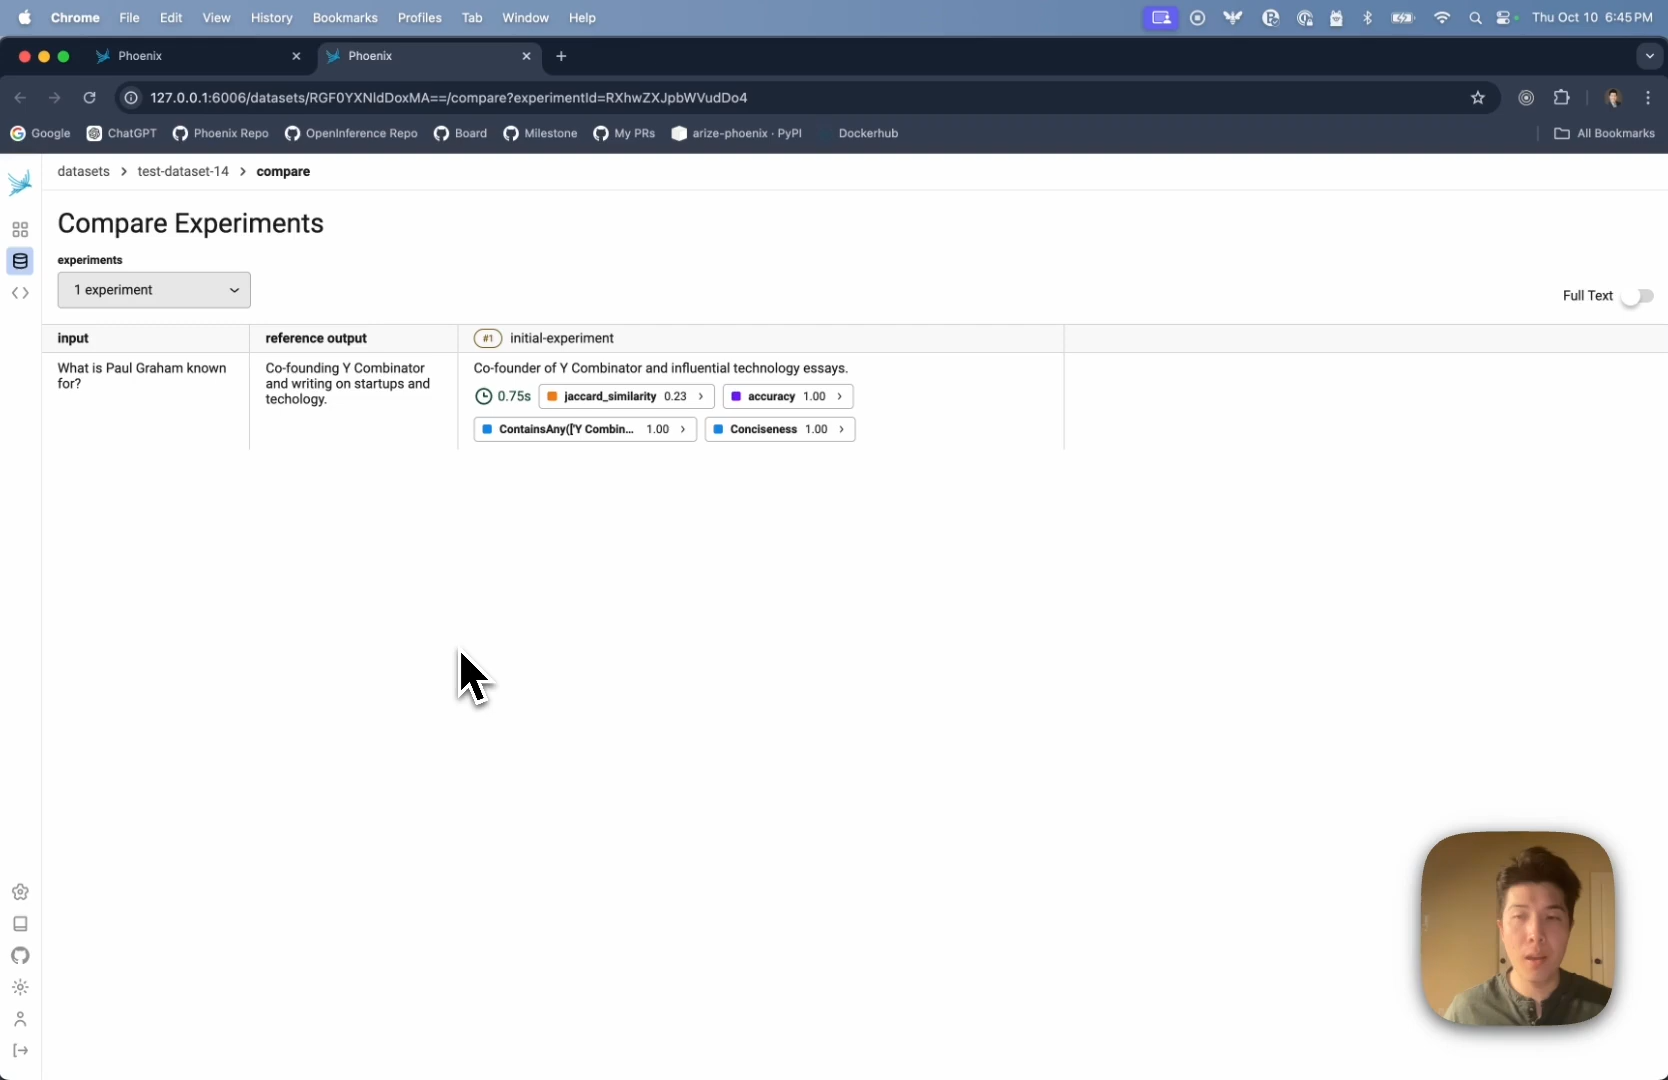 Chrome File Edit View History Bookmarks Profiles Tab Window Help Thu Oct 10 6:45 PM
Phoenix Phoenix
127.0.0.1:6006/datasets/RGF0YXNldDoxMA==/compare?experimentId=RXhwZXJpbWVudDo4
Google ChatGPT Phoenix Repo OpenInference Repo Board Milestone My PRs arize-phoenix · PyPI Dockerhub All Bookmarks
datasets > test-dataset-14 > compare
Compare Experiments
experiments
1 experiment
Full Text
input reference output #1 initial-experiment
What is Paul Graham known
for?
Co-founding Y Combinator
and writing on startups and
techology.
Co-founder of Y Combinator and influential technology essays.
0.75s jaccard_similarity 0.23 > accuracy 1.00 >
ContainsAny(['Y Combin... 1.00 > Conciseness 1.00 >